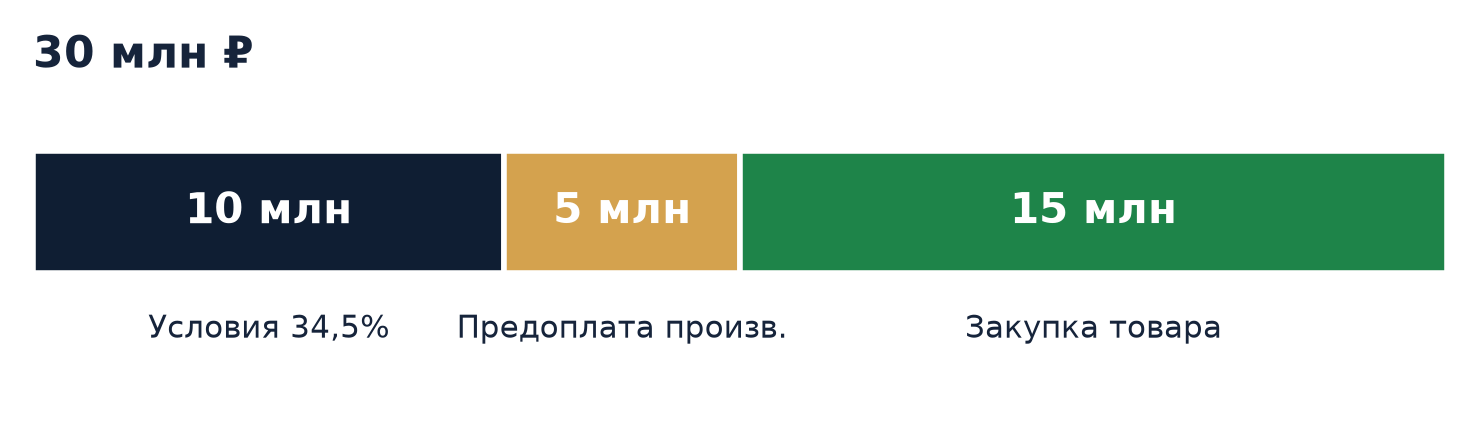 30 млн ₽
10 млн 5 млн 15 млн
Условия 34,5% Предоплата произв. Закупка товара